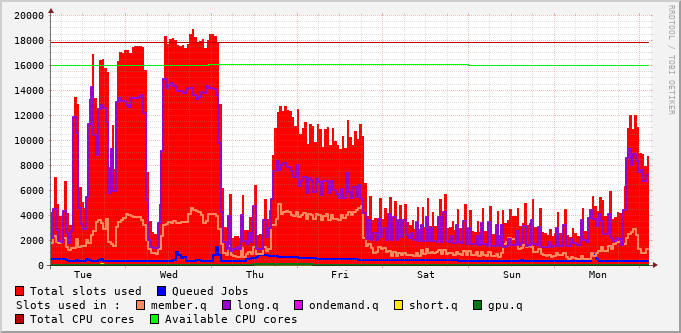 20000
18000
16000
14000
12000
10000
8000
6000
4000
2000
0
Tue Wed Thu Fri Sat Sun Mon
RRDTOOL / TOBI OETIKER
Total slots used Queued Jobs
Slots used in : member.q long.q ondemand.q short.q gpu.q
Total CPU cores Available CPU cores